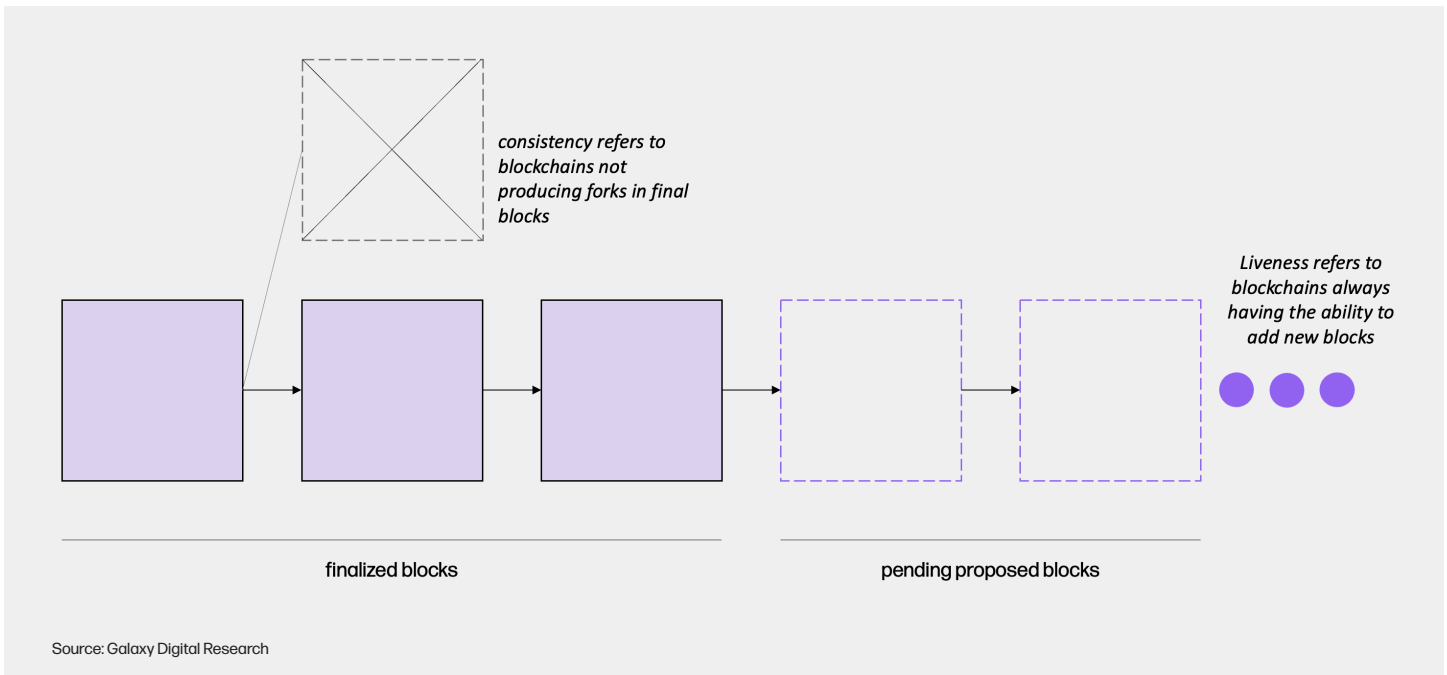 consistency refers to
blockchains not
producing forks in final
blocks
Liveness refers to
blockchains always
having the ability to
add new blocks
finalized blocks
pending proposed blocks
Source: Galaxy Digital Research